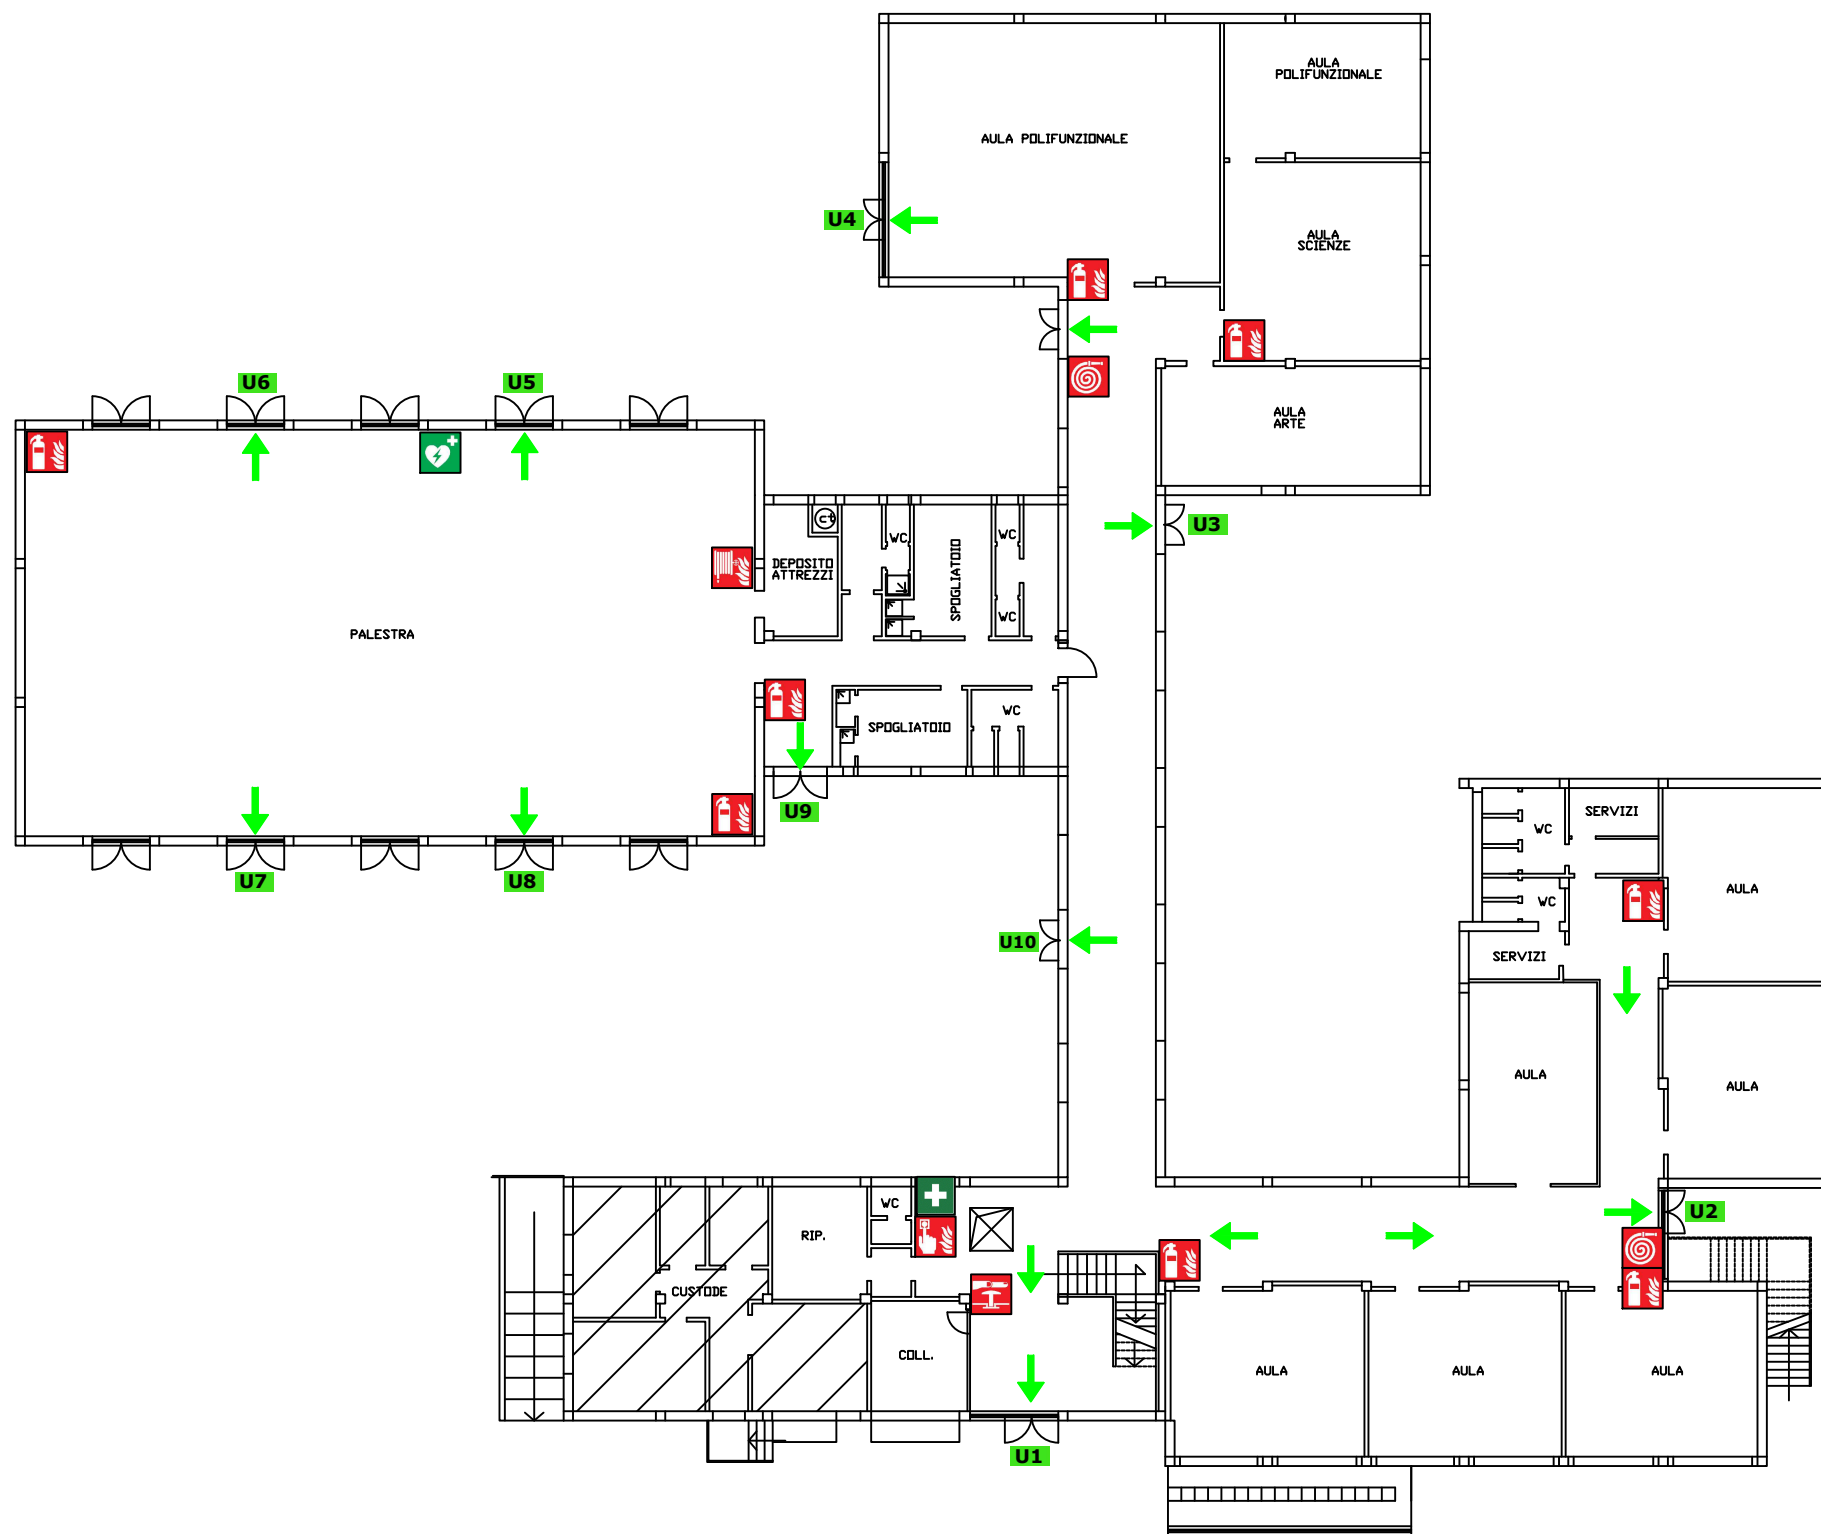 AULA
POLIFUNZIONALE
AULA POLIFUNZIONALE
U4
AULA
SCIENZE
U6
U5
AULA
ARTE
U3
WC
SPOGLIATOIO
WC
DEPOSITO
ATTREZZI
WC
PALESTRA
WC
SPOGLIATOIO
U9
SERVIZI
WC
U7
U8
AULA
WC
U10
SERVIZI
AULA
AULA
WC
U2
RIP.
CUSTODE
COLL.
AULA
AULA
AULA
U1